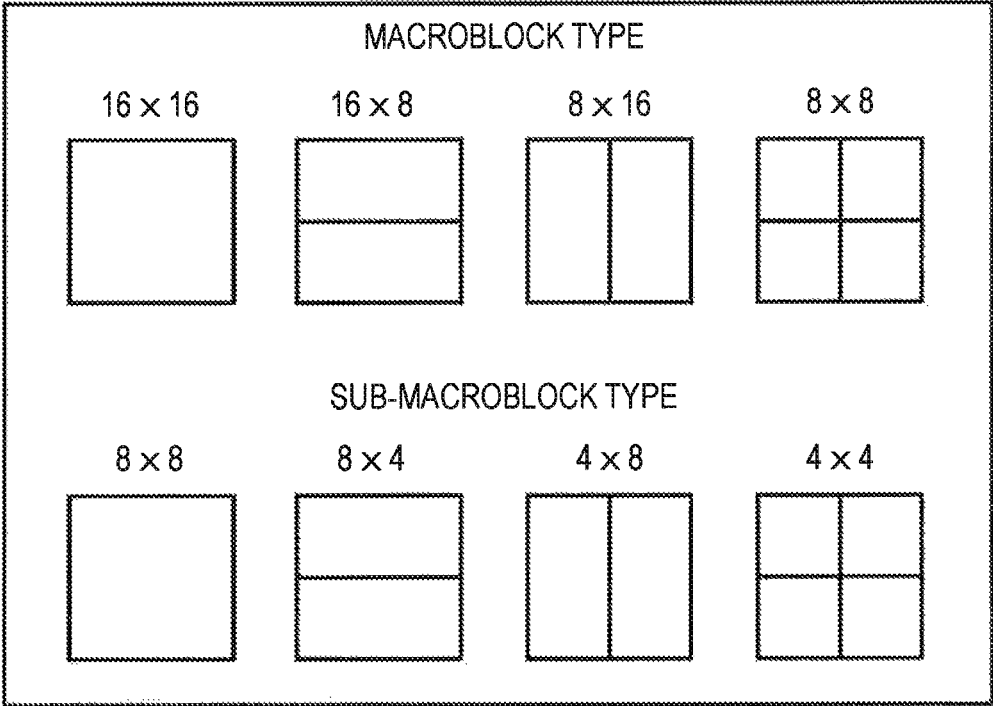 MACROBLOCK TYPE
16 × 16 16 × 8 8 × 16 8 × 8
SUB-MACROBLOCK TYPE
8 × 8 8 × 4 4 × 8 4 × 4